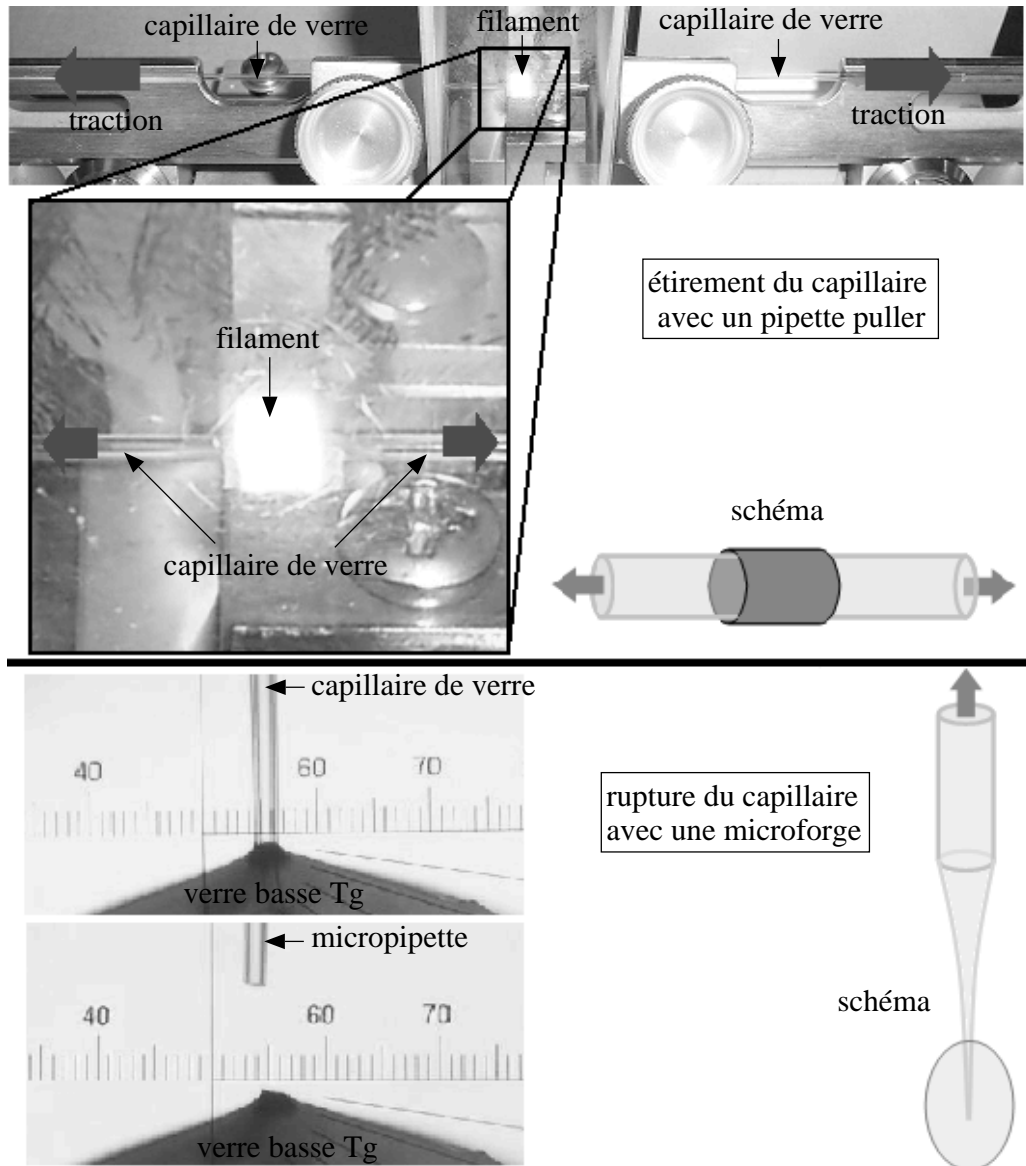 capillaire de verre
filament
capillaire de verre
traction
traction
étirement du capillaire
avec un pipette puller
filament
capillaire de verre
schéma
capillaire de verre
40
60
70
rupture du capillaire
avec une microforge
verre basse Tg
micropipette
40
60
70
schéma
verre basse Tg